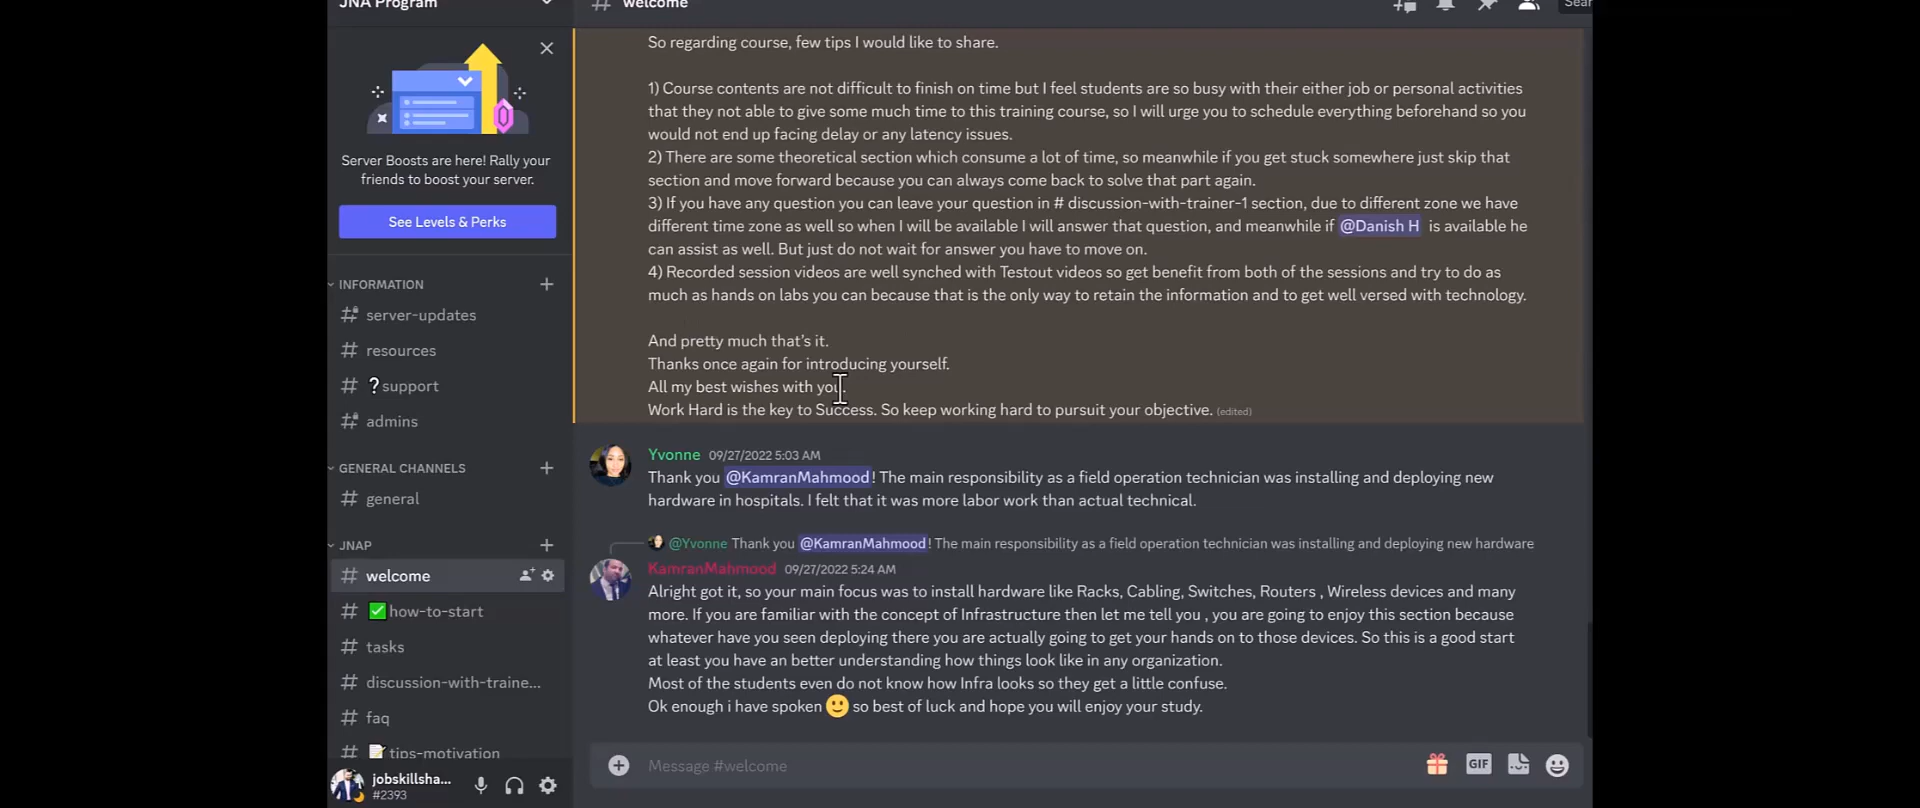 JNA Program
Server Boosts are here! Rally your
friends to boost your server.
See Levels & Perks
INFORMATION
server-updates
resources
❓support
admins
GENERAL CHANNELS
general
JNAP
welcome
✅how-to-start
tasks
discussion-with-traine...
faq
📝tips-motivation
jobskillsha...
#2393
welcome
Sear
So regarding course, few tips I would like to share.
1) Course contents are not difficult to finish on time but I feel students are so busy with their either job or personal activities
that they not able to give some much time to this training course, so I will urge you to schedule everything beforehand so you
would not end up facing delay or any latency issues.
2) There are some theoretical section which consume a lot of time, so meanwhile if you get stuck somewhere just skip that
section and move forward because you can always come back to solve that part again.
3) If you have any question you can leave your question in # discussion-with-trainer-1 section, due to different zone we have
different time zone as well so when I will be available I will answer that question, and meanwhile if @Danish H is available he
can assist as well. But just do not wait for answer you have to move on.
4) Recorded session videos are well synched with Testout videos so get benefit from both of the sessions and try to do as
much as hands on labs you can because that is the only way to retain the information and to get well versed with technology.
And pretty much that's it.
Thanks once again for introducing yourself.
All my best wishes with you.
Work Hard is the key to Success. So keep working hard to pursuit your objective. (edited)
Yvonne 09/27/2022 5:03 AM
Thank you @KamranMahmood! The main responsibility as a field operation technician was installing and deploying new
hardware in hospitals. I felt that it was more labor work than actual technical.
@Yvonne Thank you @KamranMahmood! The main responsibility as a field operation technician was installing and deploying new hardware
KamranMahmood 09/27/2022 5:24 AM
Alright got it, so your main focus was to install hardware like Racks, Cabling, Switches, Routers , Wireless devices and many
more. If you are familiar with the concept of Infrastructure then let me tell you , you are going to enjoy this section because
whatever have you seen deploying there you are actually going to get your hands on to those devices. So this is a good start
at least you have an better understanding how things look like in any organization.
Most of the students even do not know how Infra looks so they get a little confuse.
Ok enough i have spoken 🙂 so best of luck and hope you will enjoy your study.
Message #welcome
GIF